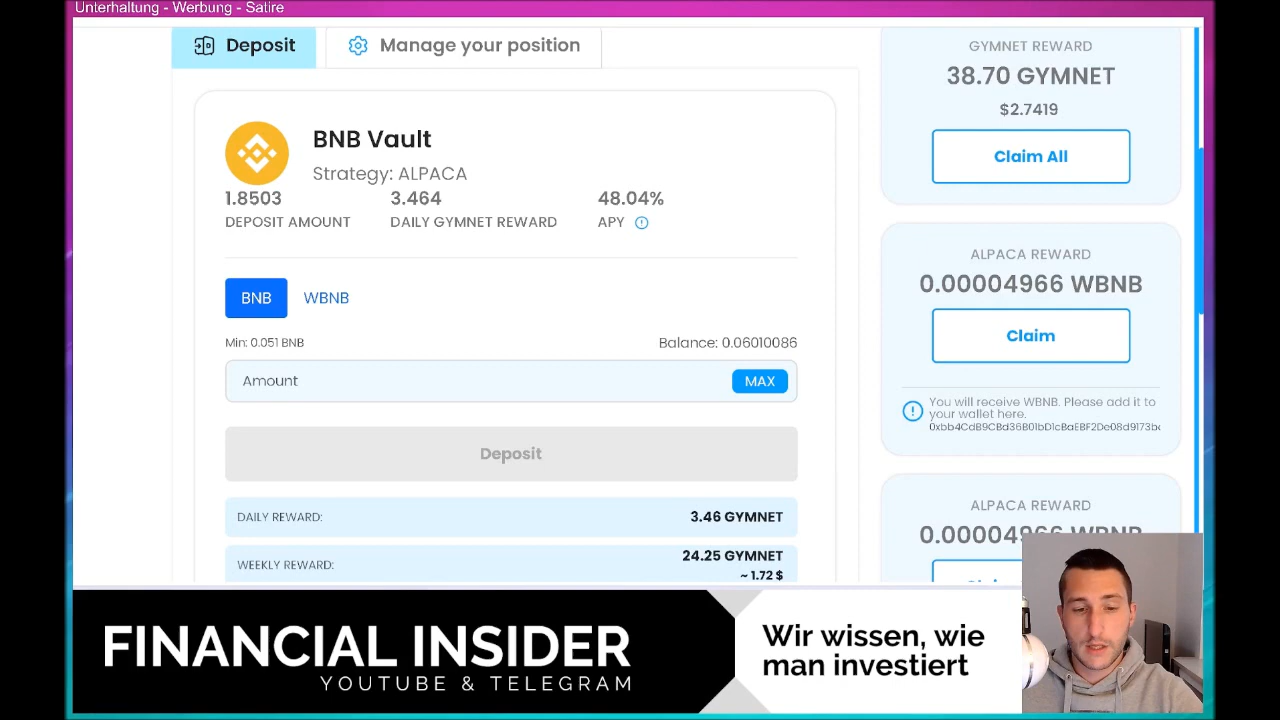 Unterhaltung - Werbung - Satire
Deposit
Manage your position
BNB Vault
Strategy: ALPACA
1.8503
DEPOSIT AMOUNT
3.464
DAILY GYMNET REWARD
48.04%
APY
BNB
WBNB
Min: 0.051 BNB
Balance: 0.06010086
Amount
MAX
Deposit
DAILY REWARD:
3.46 GYMNET
WEEKLY REWARD:
24.25 GYMNET
~ 1.72 $
GYMNET REWARD
38.70 GYMNET
$2.7419
Claim All
ALPACA REWARD
0.00004966 WBNB
Claim
You will receive WBNB. Please add it to
your wallet here.
ALPACA REWARD
0.00004966 WBNB
FINANCIAL INSIDER
YOUTUBE & TELEGRAM
Wir wissen, wie
man investiert